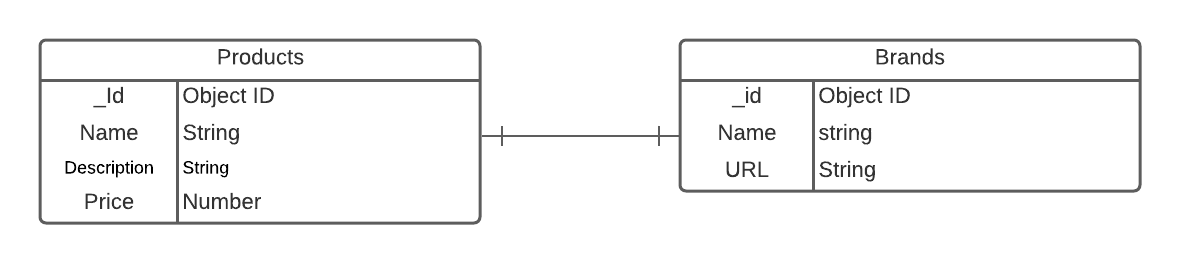 Products
_Id Object ID
Name String
Description String
Price Number
Brands
_id Object ID
Name string
URL String